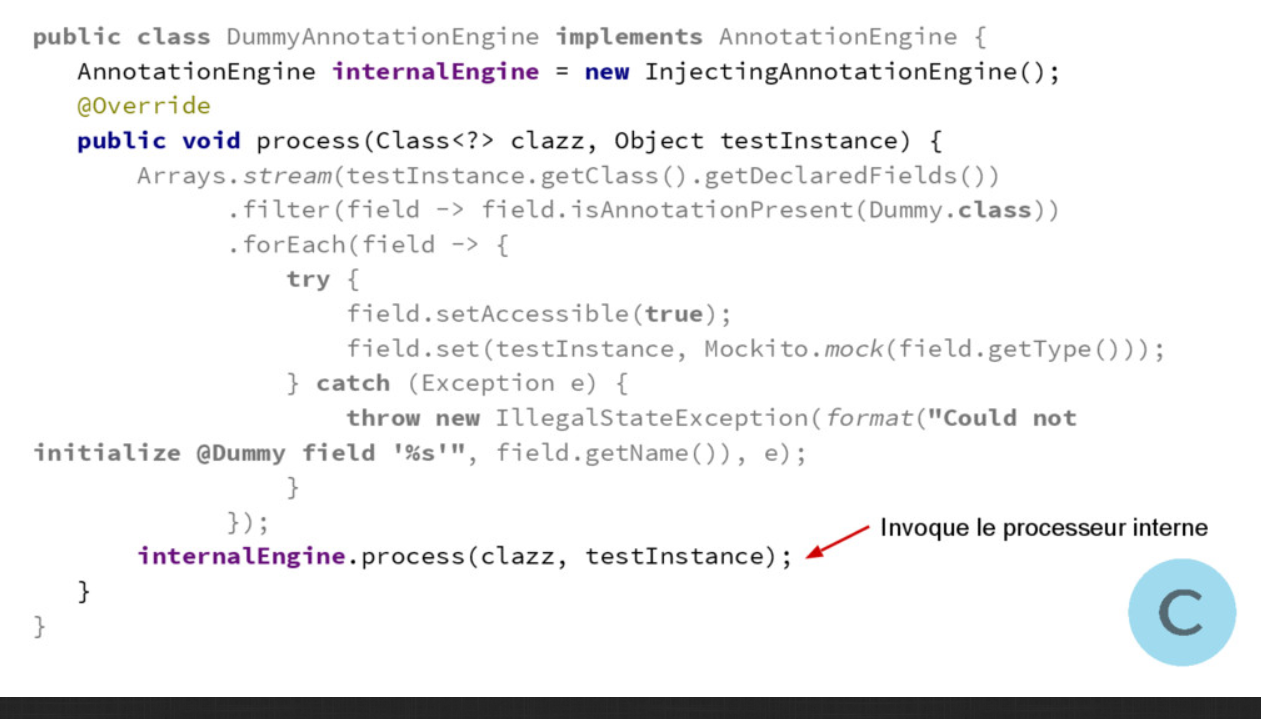 public class DummyAnnotationEngine implements AnnotationEngine {
AnnotationEngine internalEngine = new InjectingAnnotationEngine();
@Override
public void process(Class<?> clazz, Object testInstance) {
Arrays.stream(testInstance.getClass().getDeclaredFields())
.filter(field -> field.isAnnotationPresent(Dummy.class))
.forEach(field -> {
try {
field.setAccessible(true);
field.set(testInstance, Mockito.mock(field.getType()));
} catch (Exception e) {
throw new IllegalStateException(format("Could not
initialize @Dummy field '%s'", field.getName()), e);
}
});
Invoque le processeur interne
internalEngine.process(clazz, testInstance);
}
}
C